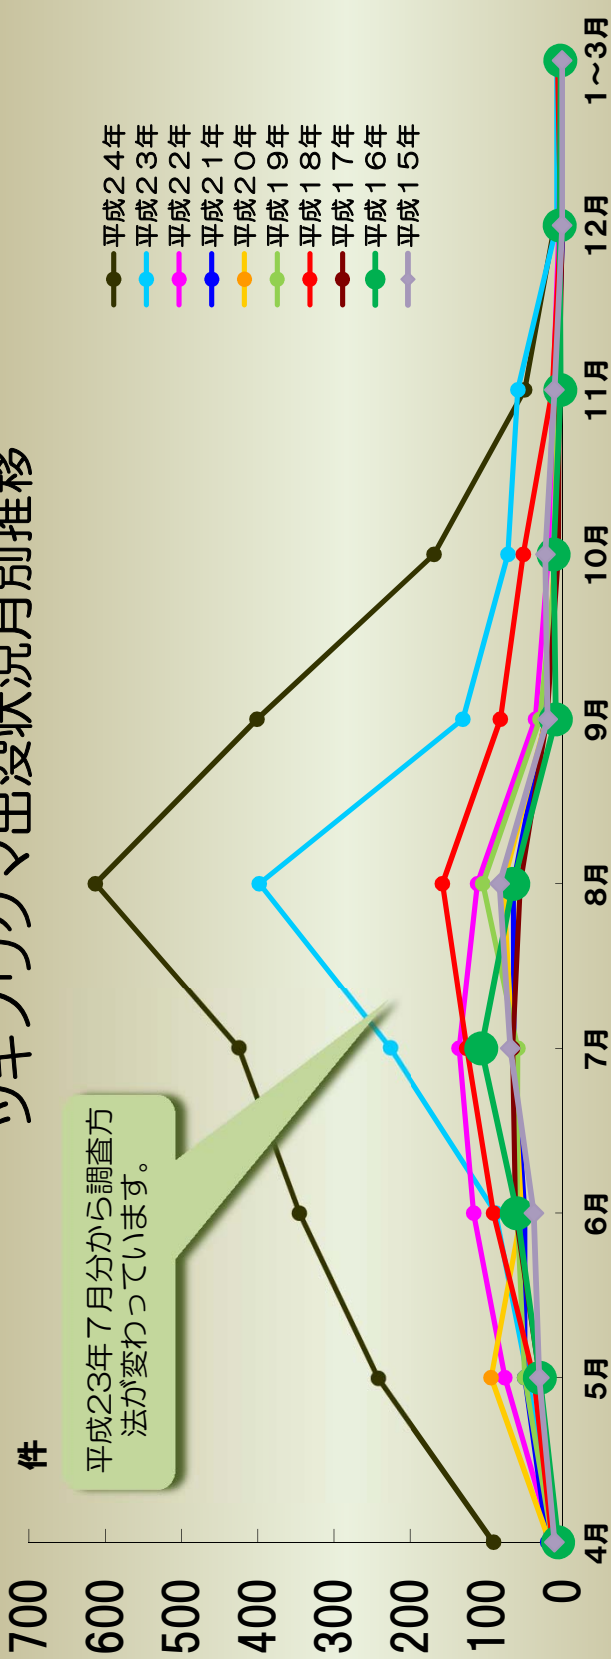 ツキノワグマ出没状況月別推移
件
700
600
500
400
300
200
100
0
平成23年７月分から調査方
法が変わっています。
平成２４年
平成２３年
平成２２年
平成２１年
平成２０年
平成１９年
平成１８年
平成１７年
平成１６年
平成１５年
4月
5月
6月
7月
8月
9月
10月
11月
12月
1～3月